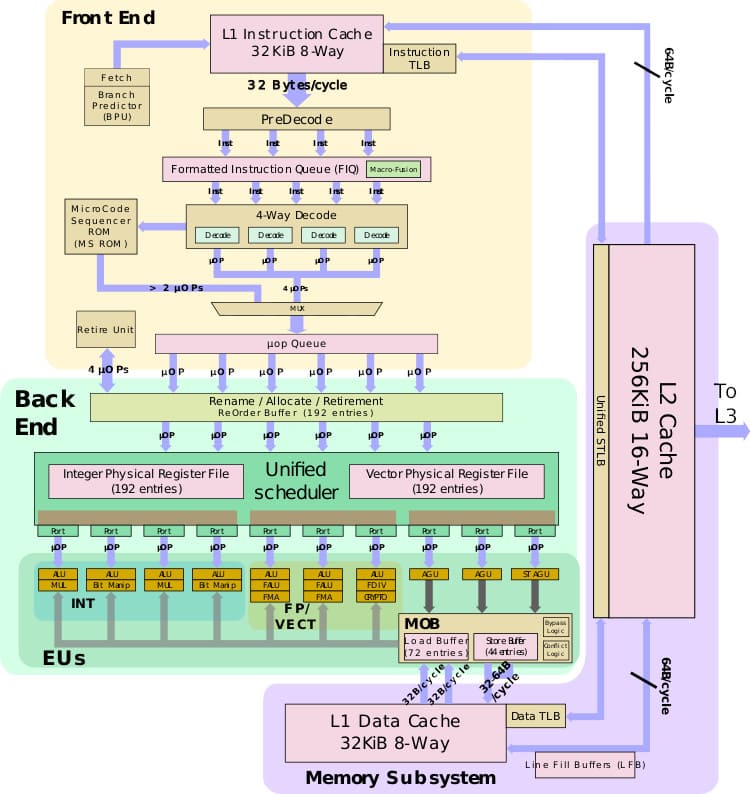 Front End
L1 Instruction Cache
32KiB 8-Way
Instruction
TLB
64B/cycle
Fetch
Branch
Predictor
(BPU)
32 Bytes/cycle
PreDecode
Inst Inst Inst Inst
Formatted Instruction Queue (FIQ)
Macro-Fusion
Inst Inst Inst Inst Inst
MicroCode
Sequencer
ROM
(MS ROM)
4-Way Decode
Decode Decode Decode Decode
µOP µOP µOP µOP
> 2 µOPs
4 µOPs
MUX
Retire Unit
µop Queue
4 µOPs
µOP µOP µOP µOP µOP µOP
Back
End
Rename / Allocate / Retirement
ReOrder Buffer (192 entries)
µOP µOP µOP µOP µOP µOP
Integer Physical Register File
(192 entries)
Unified
scheduler
Vector Physical Register File
(192 entries)
Port Port Port Port Port Port Port Port Port Port
µOP µOP µOP µOP µOP µOP µOP µOP µOP µOP
ALU ALU ALU ALU ALU ALU ALU AGU AGU ST AGU
MUL Bit Manip MUL Bit Manip FALU FALU FDIV
FMA FMA CRYPTO
INT
FP/
VECT
EUs
MOB
Load Buffer
(72 entries)
Store Buffer
(44 entries)
Bypass
Logic
Conflict
Logic
32B/cycle
32B/cycle
32-64B
/cycle
L1 Data Cache
32KiB 8-Way
Data TLB
Line Fill Buffers (LFB)
Memory Subsystem
Unified STLB
L2 Cache
256KiB 16-Way
64B/cycle
To
L3